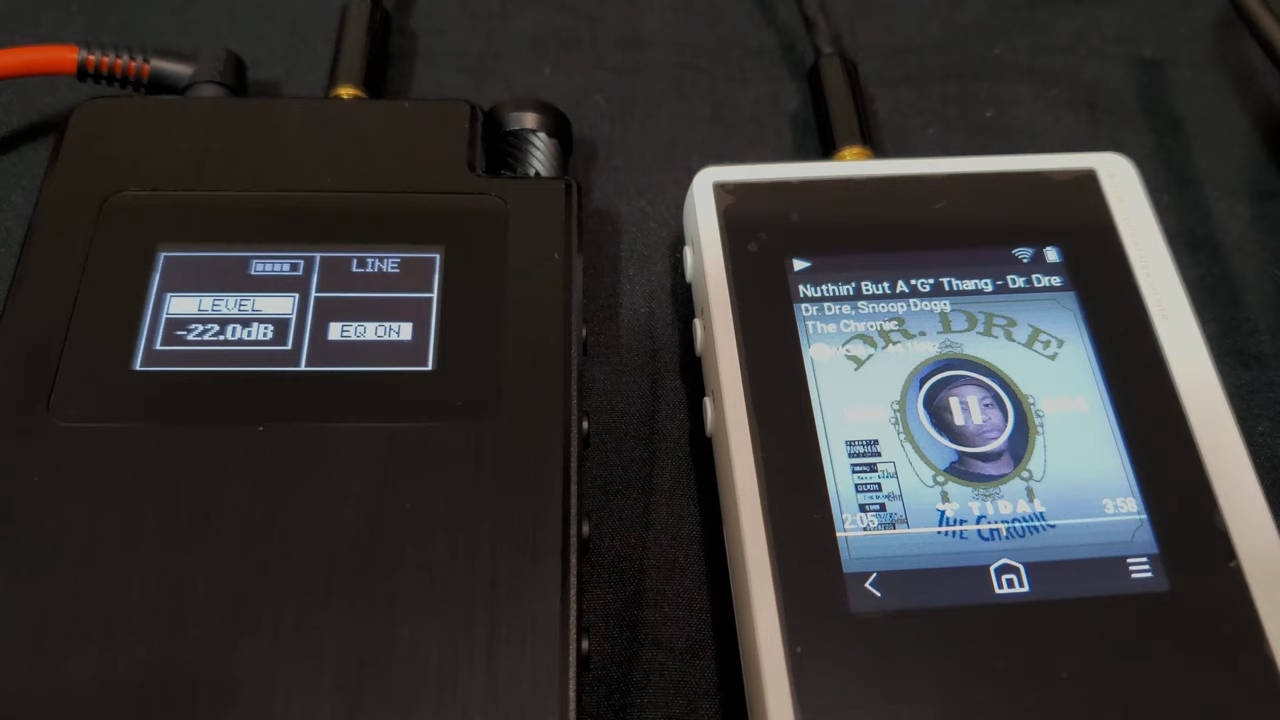 LINE
LEVEL
-22.0dB
EQ ON
Nuthin' But A "G" Thang - Dr. Dre
Dr. Dre, Snoop Dogg
The Chronic
DR. DRE
DEATH
TIDAL
2:05
3:58
THE CHRONIC